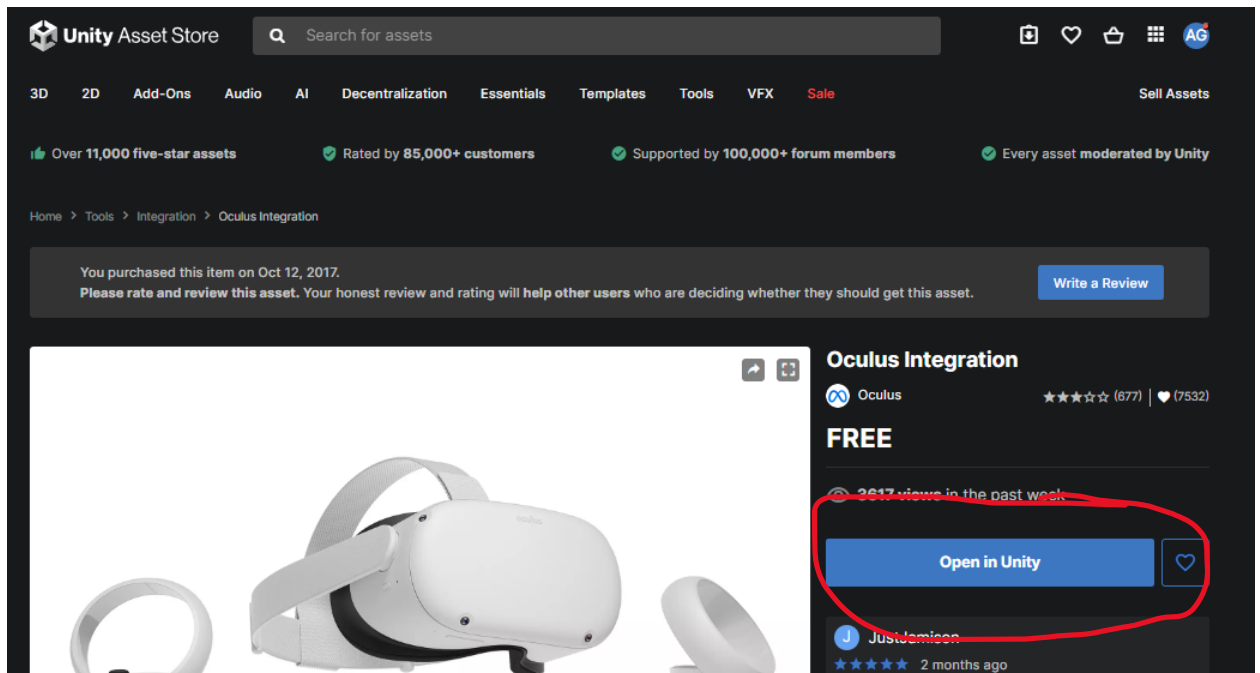 Unity Asset Store
Search for assets
AG
3D 2D Add-Ons Audio AI Decentralization Essentials Templates Tools VFX Sale Sell Assets
Over 11,000 five-star assets Rated by 85,000+ customers Supported by 100,000+ forum members Every asset moderated by Unity
Home > Tools > Integration > Oculus Integration
You purchased this item on Oct 12, 2017.
Please rate and review this asset. Your honest review and rating will help other users who are deciding whether they should get this asset.
Write a Review
oculus
Oculus Integration
Oculus
(677) | (7532)
FREE
3617 views in the past week
Open in Unity
J JustJamison
2 months ago